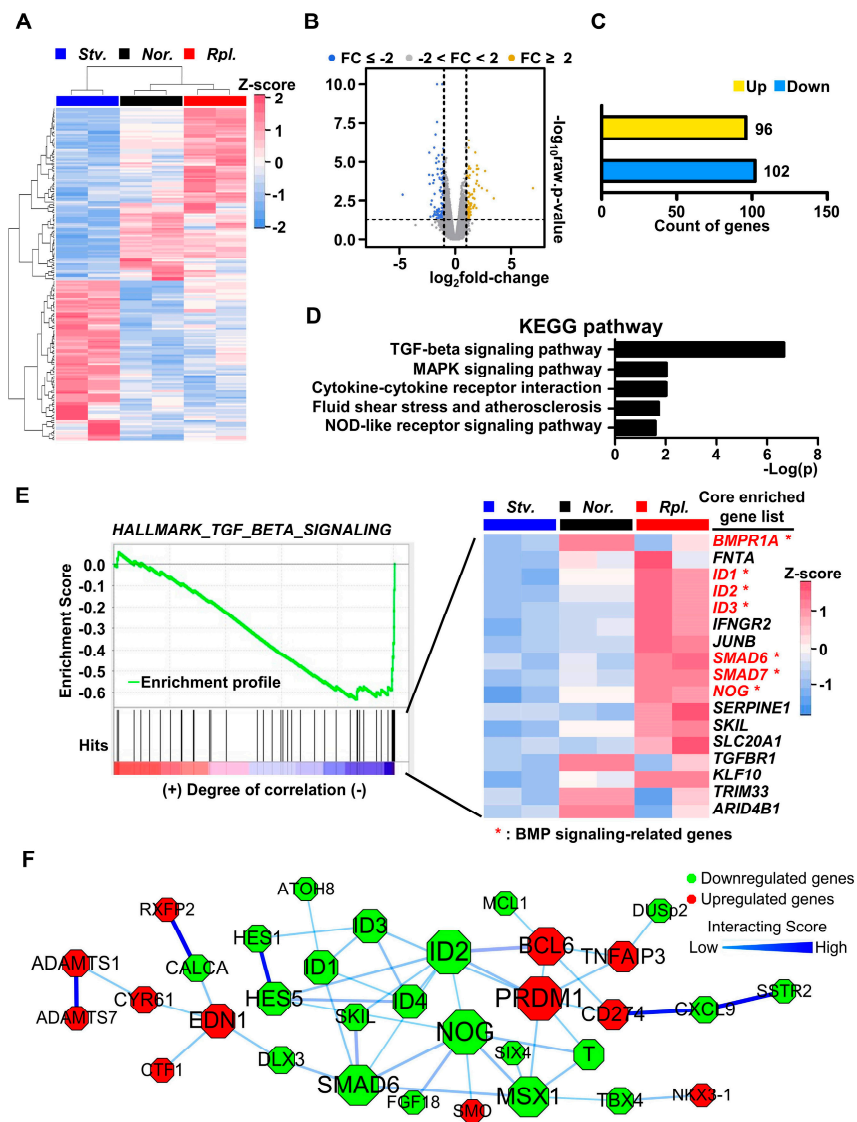 A
Stv. Nor. Rpl.
Z-score
2
1
0
-1
-2
B
FC ≤ -2 -2 < FC < 2 FC ≥ 2
10.0
7.5
5.0
2.5
0.0
-5 0 5
log2fold-change
-log10raw.p-value
C
Up Down
96
102
0 50 100 150
Count of genes
D
KEGG pathway
TGF-beta signaling pathway
MAPK signaling pathway
Cytokine-cytokine receptor interaction
Fluid shear stress and atherosclerosis
NOD-like receptor signaling pathway
0 2 4 6 8
-Log(p)
E
HALLMARK_TGF_BETA_SIGNALING
Enrichment Score
0.0
-0.1
-0.2
-0.3
-0.4
-0.5
-0.6
Enrichment profile
Hits
(+) Degree of correlation (-)
Stv. Nor. Rpl.
Core enriched
gene list
BMPR1A *
FNTA
ID1 *
ID2 *
ID3 *
IFNGR2
JUNB
SMAD6 *
SMAD7 *
NOG *
SERPINE1
SKIL
SLC20A1
TGFBR1
KLF10
TRIM33
ARID4B1
Z-score
1
0
-1
* : BMP signaling-related genes
F
Downregulated genes
Upregulated genes
Interacting Score
Low High
ATOH8
RXFP2
MCL1
DUSp2
HES1
ID3
ID2
BCL6
TNFAIP3
ADAMTS1
CALCA
ID1
SSTR2
CYR61
HES5
ID4
PRDM1
CD274
CXCL9
ADAMTS7
EDN1
SKIL
NOG
SIX4
T
CTF1
DLX3
SMAD6
FGF18
SMO
MSX1
TBX4
NKX3-1